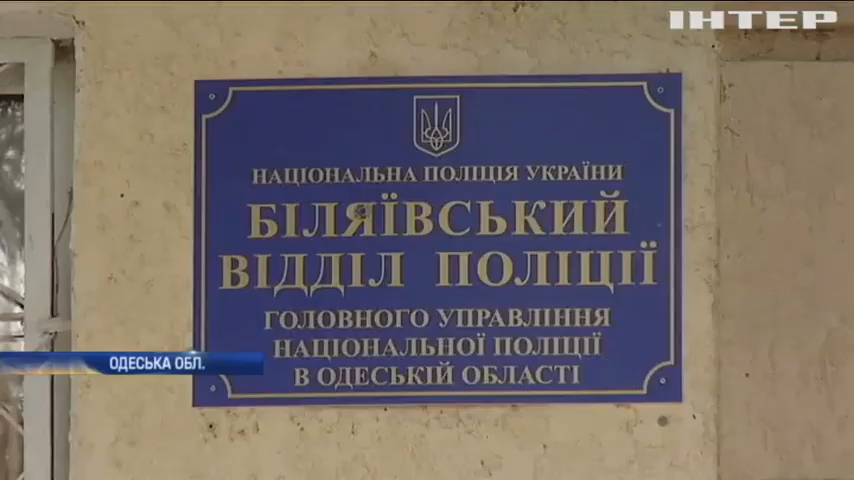 ІНТЕР
НАЦІОНАЛЬНА ПОЛІЦІЯ УКРАЇНИ
БІЛЯЇВСЬКИЙ
ВІДДІЛ ПОЛІЦІЇ
ГОЛОВНОГО УПРАВЛІННЯ
НАЦІОНАЛЬНОЇ ПОЛІЦІЇ
В ОДЕСЬКІЙ ОБЛАСТІ
ОДЕСЬКА ОБЛ.